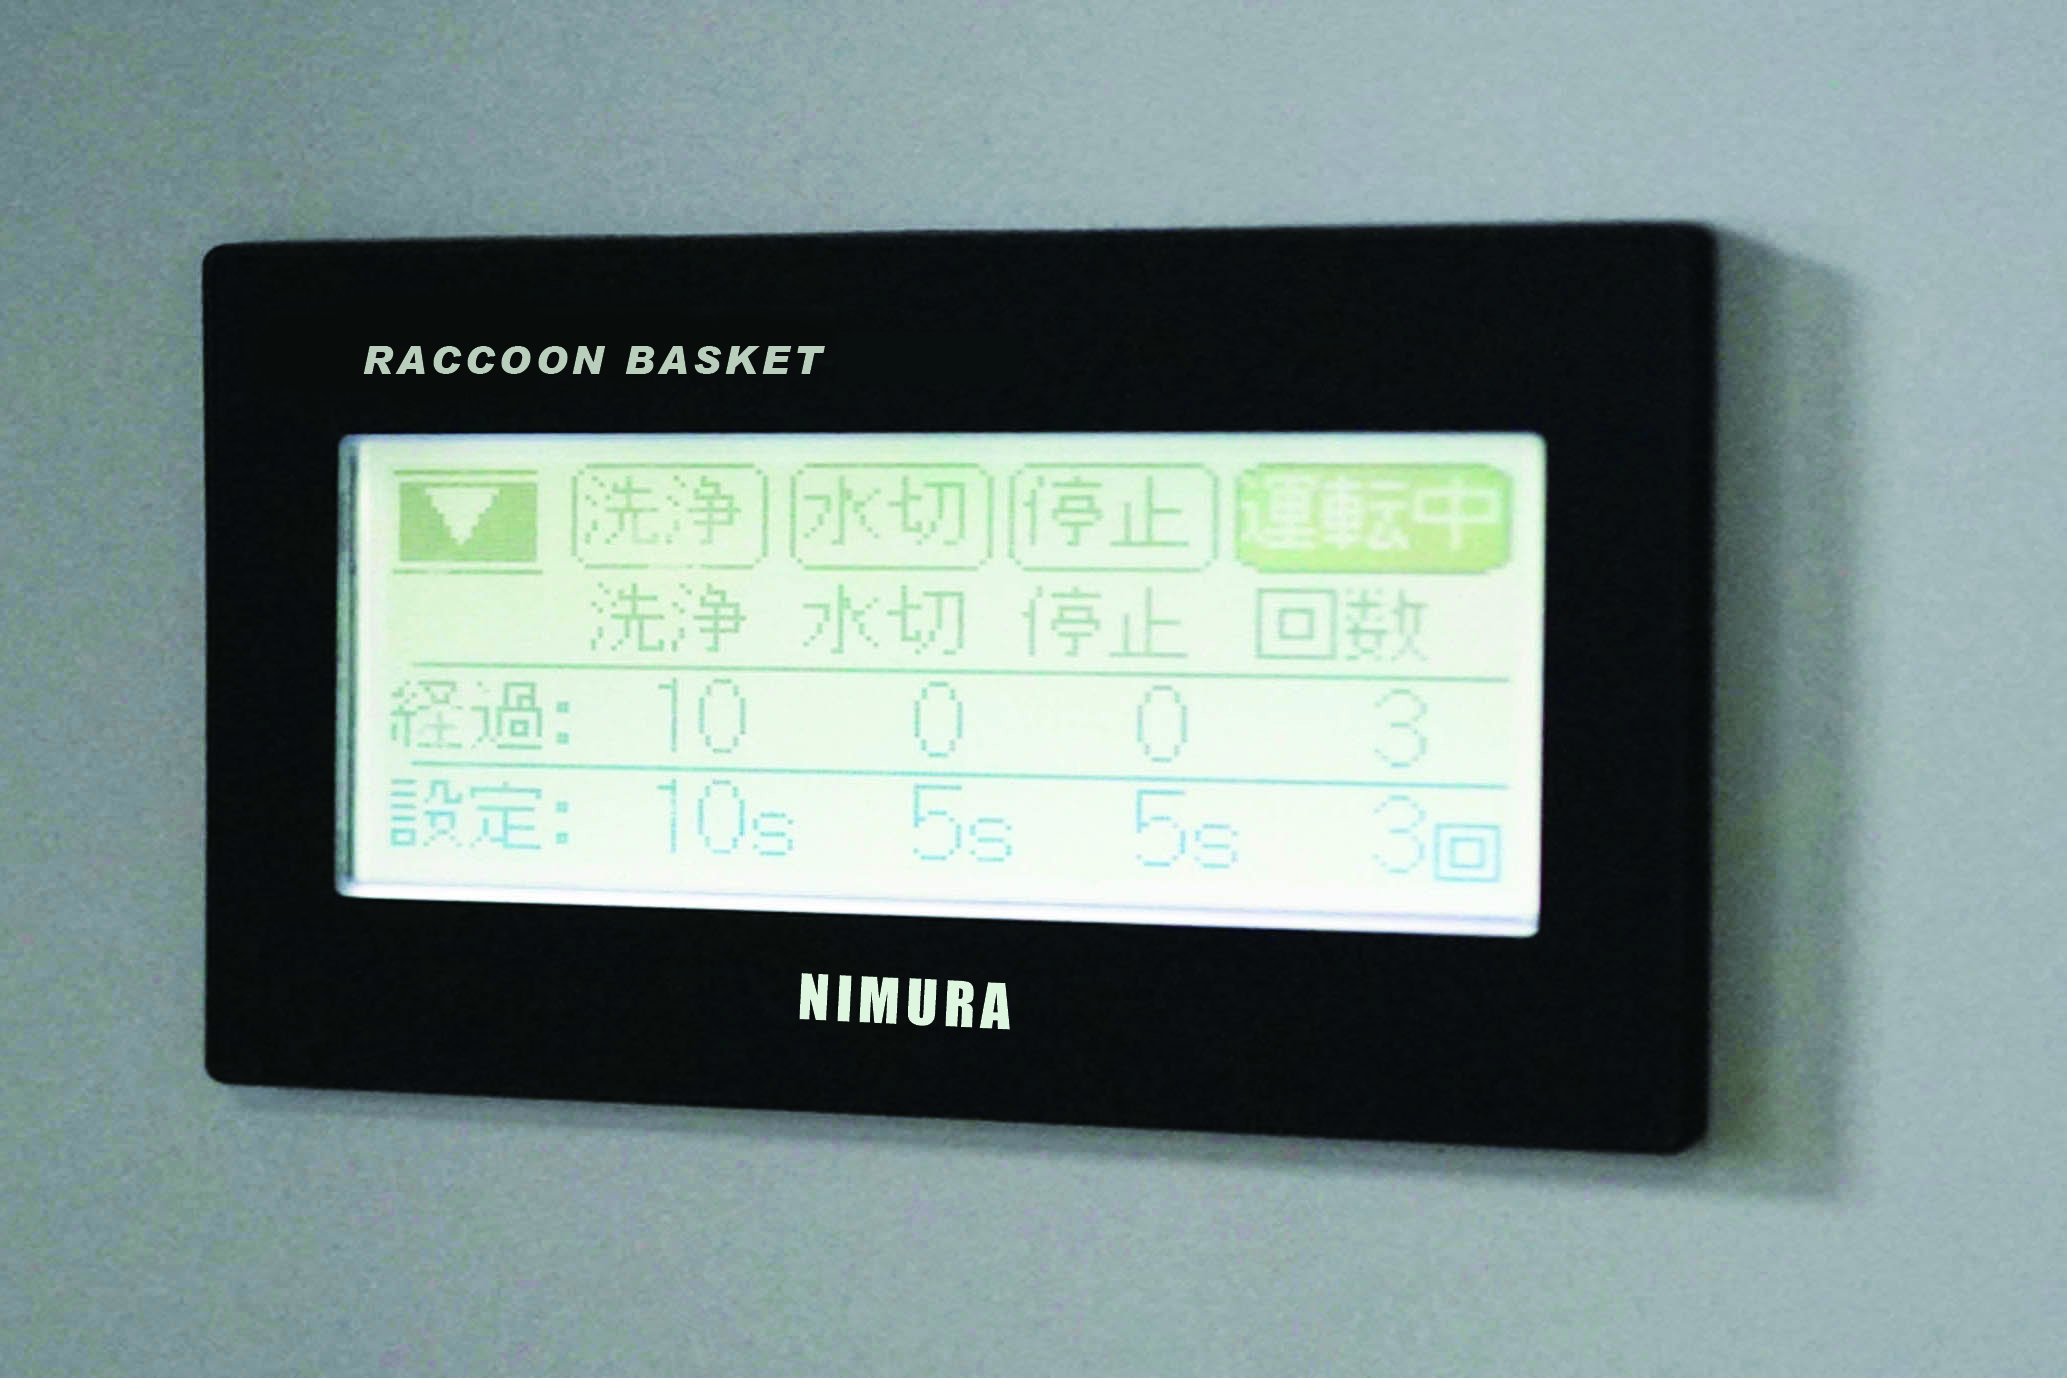 RACCOON BASKET
▼ 洗浄 水切 停止 運転中
洗浄 水切 停止 回数
経過: 10 0 0 3
設定: 10s 5s 5s 3回
NIMURA